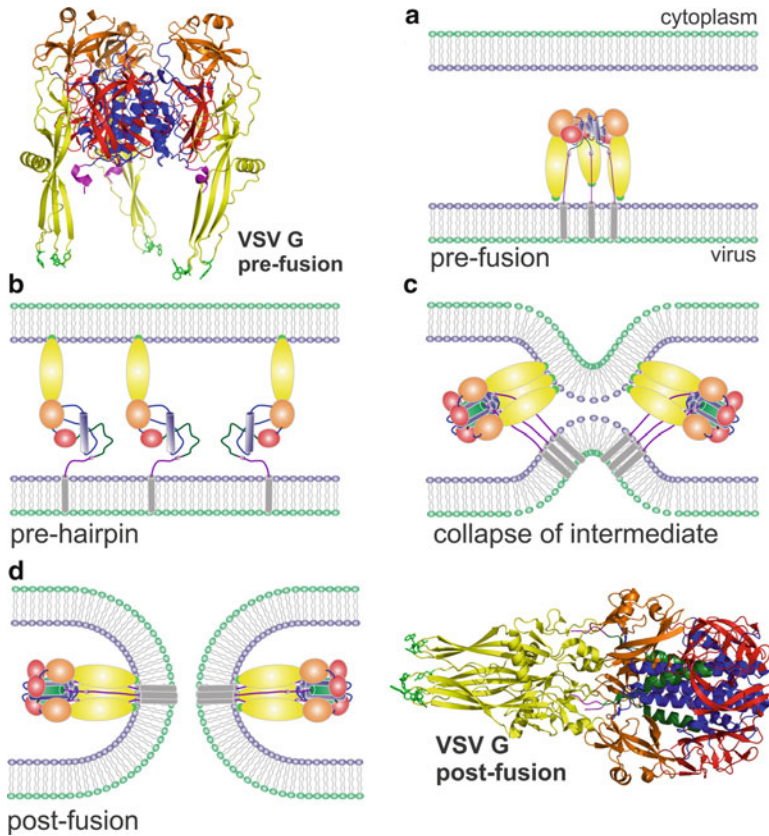 a
cytoplasm
VSV G
pre-fusion
pre-fusion
virus
b
c
pre-hairpin
collapse of intermediate
d
VSV G
post-fusion
post-fusion